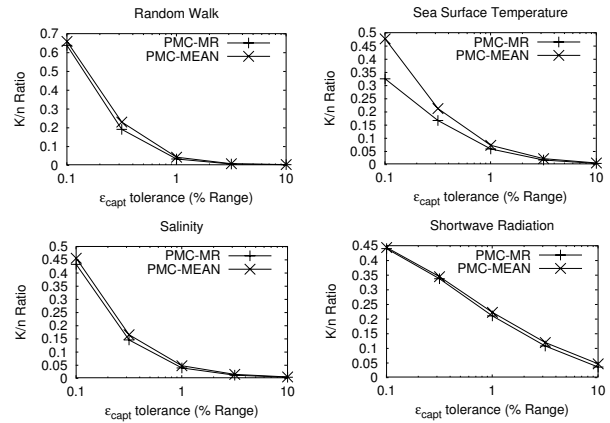 Random Walk
K/n Ratio
0.7
0.6
0.5
0.4
0.3
0.2
0.1
0
0.1
1
10
PMC-MR
PMC-MEAN
εcapt tolerance (% Range)
Sea Surface Temperature
K/n Ratio
0.5
0.45
0.4
0.35
0.3
0.25
0.2
0.15
0.1
0.05
0
0.1
1
10
PMC-MR
PMC-MEAN
εcapt tolerance (% Range)
Salinity
K/n Ratio
0.5
0.45
0.4
0.35
0.3
0.25
0.2
0.15
0.1
0.05
0
0.1
1
10
PMC-MR
PMC-MEAN
εcapt tolerance (% Range)
Shortwave Radiation
K/n Ratio
0.45
0.4
0.35
0.3
0.25
0.2
0.15
0.1
0.05
0
0.1
1
10
PMC-MR
PMC-MEAN
εcapt tolerance (% Range)